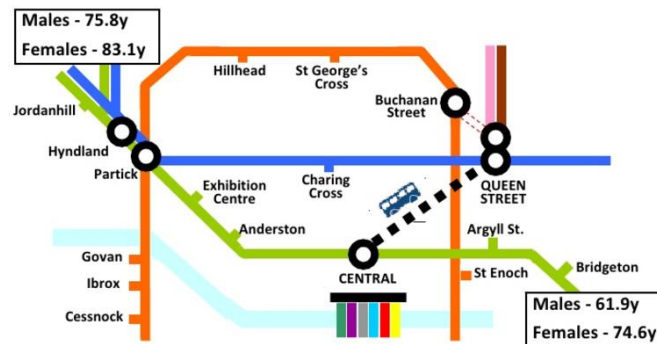 Males - 75.8y
Females - 83.1y
Hillhead
St George's
Cross
Buchanan
Street
Jordanhill
Hyndland
Partick
Exhibition
Centre
Charing
Cross
QUEEN
STREET
Anderston
Argyll St.
Govan
CENTRAL
St Enoch
Bridgeton
Ibrox
Cessnock
Males - 61.9y
Females - 74.6y